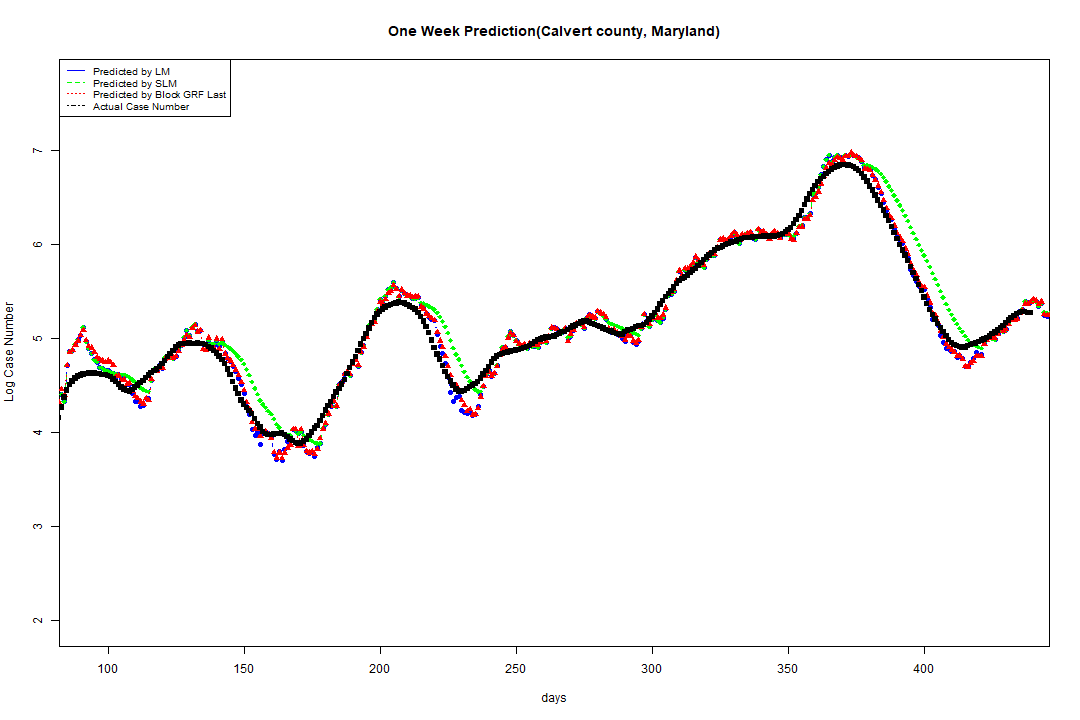 One Week Prediction(Calvert county, Maryland)
Predicted by LM
Predicted by SLM
Predicted by Block GRF Last
Actual Case Number
Log Case Number
7
6
5
4
3
2
100 150 200 250 300 350 400
days